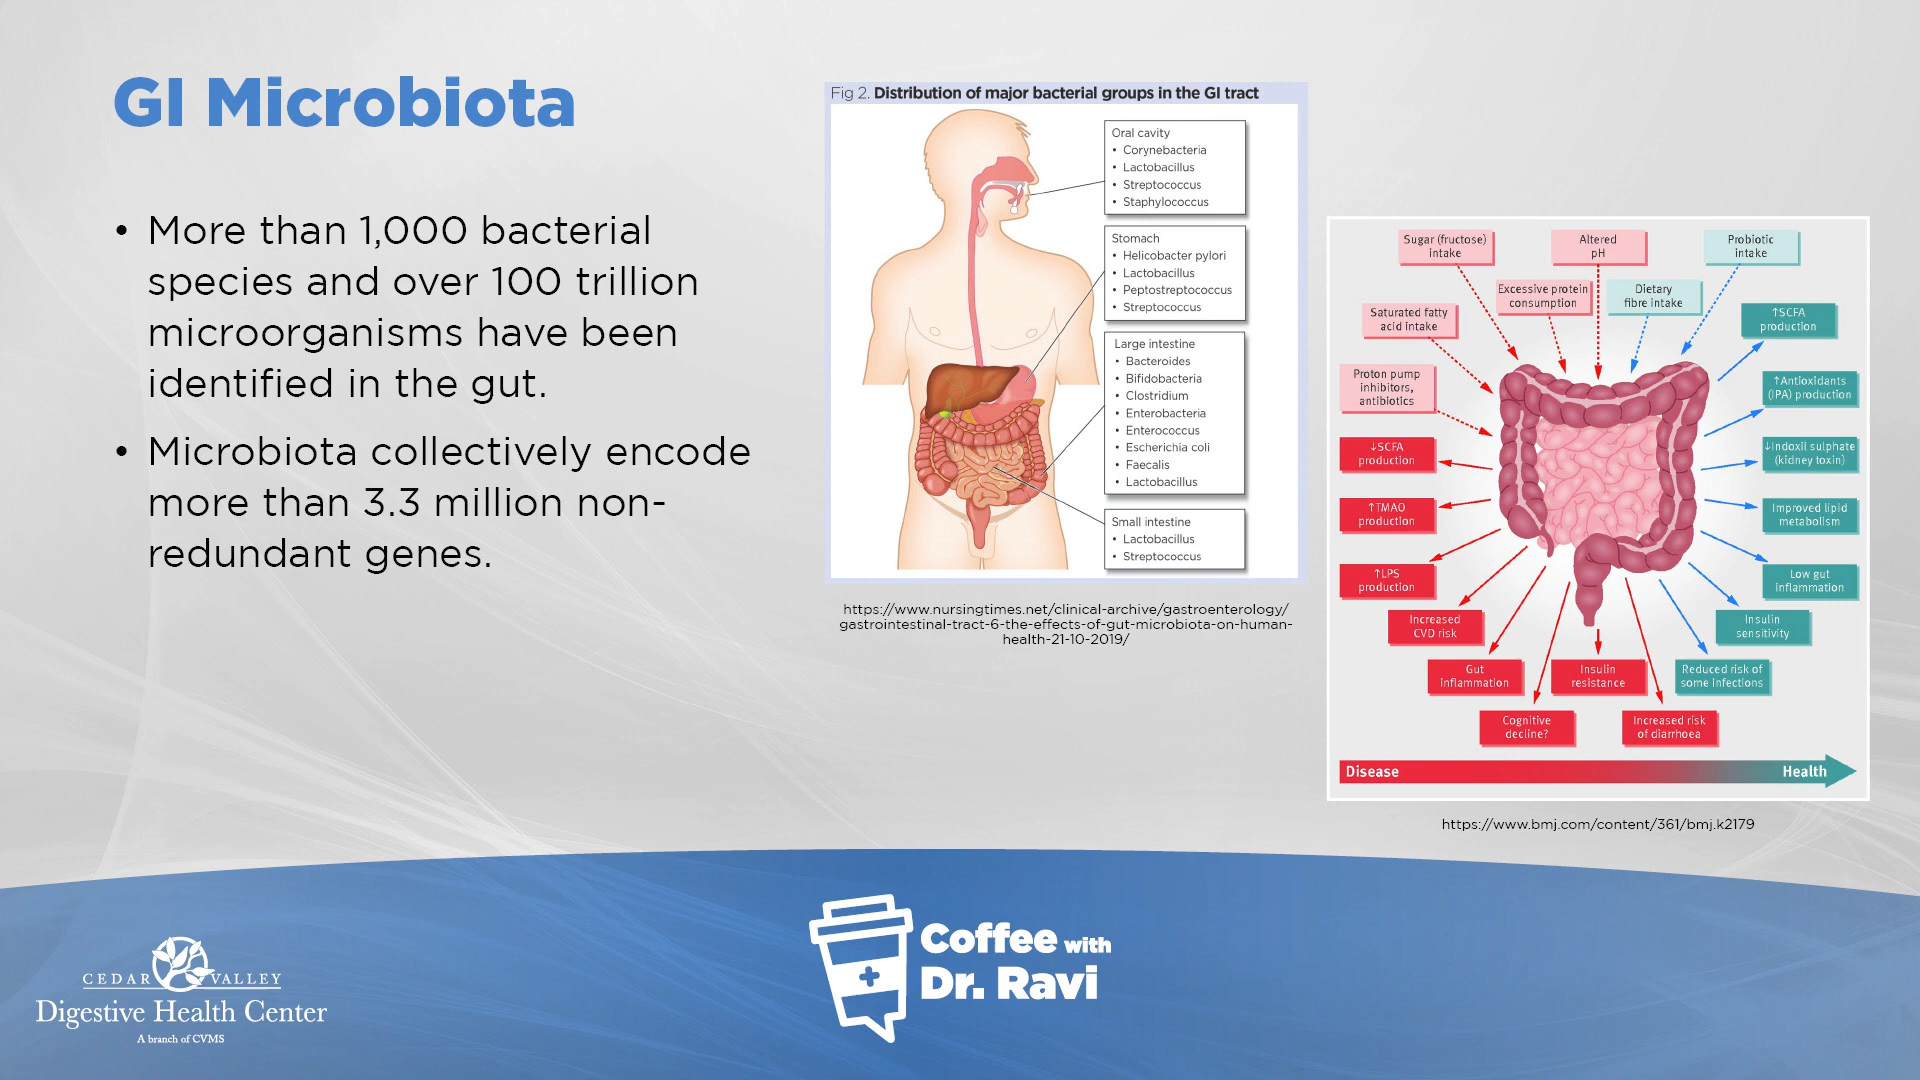 GI Microbiota
• More than 1,000 bacterial
species and over 100 trillion
microorganisms have been
identified in the gut.
• Microbiota collectively encode
more than 3.3 million non-
redundant genes.
Fig 2. Distribution of major bacterial groups in the GI tract
Oral cavity
• Corynebacteria
• Lactobacillus
• Streptococcus
• Staphylococcus
Stomach
• Helicobacter pylori
• Lactobacillus
• Peptostreptococcus
• Streptococcus
Large intestine
• Bacteroides
• Bifidobacteria
• Clostridium
• Enterobacteria
• Enterococcus
• Escherichia coli
• Faecalis
• Lactobacillus
Small intestine
• Lactobacillus
• Streptococcus
https://www.nursingtimes.net/clinical-archive/gastroenterology/
gastrointestinal-tract-6-the-effects-of-gut-microbiota-on-human-
health-21-10-2019/
Sugar (fructose)
intake
Altered
pH
Probiotic
intake
Excessive protein
consumption
Dietary
fibre intake
Saturated fatty
acid intake
↑SCFA
production
Proton pump
inhibitors,
antibiotics
↑Antioxidants
(IPA) production
↓SCFA
production
↓Indoxil sulphate
(kidney toxin)
↑TMAO
production
Improved lipid
metabolism
↑LPS
production
Low gut
inflammation
Increased
CVD risk
Insulin
sensitivity
Gut
inflammation
Insulin
resistance
Reduced risk of
some infections
Cognitive
decline?
Increased risk
of diarrhoea
Disease
Health
https://www.bmj.com/content/361/bmj.k2179
CEDAR VALLEY
Digestive Health Center
A branch of CVMS
Coffee with
Dr. Ravi